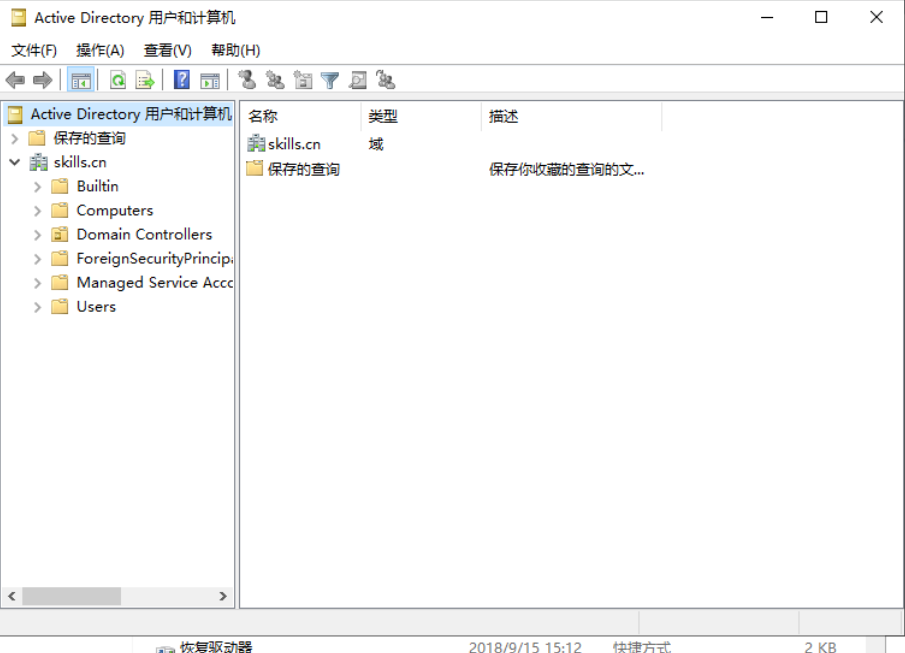 Active Directory 用户和计算机
文件(F) 操作(A) 查看(V) 帮助(H)
Active Directory 用户和计算机
保存的查询
skills.cn
Builtin
Computers
Domain Controllers
ForeignSecurityPrincip
Managed Service Acc
Users
名称 类型 描述
skills.cn 域
保存的查询 保存你收藏的查询的文...
恢复驱动器 2018/9/15 15:12 快捷方式 2 KB